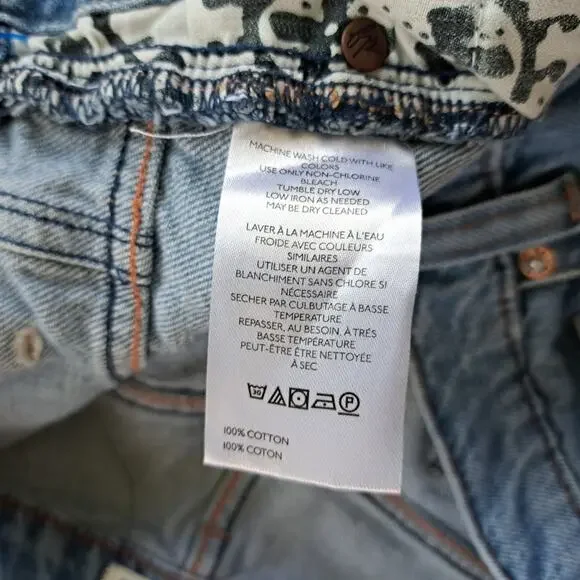 MACHINE WASH COLD WITH LIKE
COLORS
USE ONLY NON-CHLORINE
BLEACH
TUMBLE DRY LOW
LOW IRON AS NEEDED
MAY BE DRY CLEANED
LAVER À LA MACHINE À L'EAU
FROIDE AVEC COULEURS
SIMILAIRES
UTILISER UN AGENT DE
BLANCHIMENT SANS CHLORE SI
NÉCESSAIRE
SECHER PAR CULBUTAGE À BASSE
TEMPERATURE
REPASSER, AU BESOIN, À TRÉS
BASSE TEMPÉRATURE
PEUT-ÊTRE ÊTRE NETTOYÉE
À SEC
30 P
100% COTTON
100% COTON